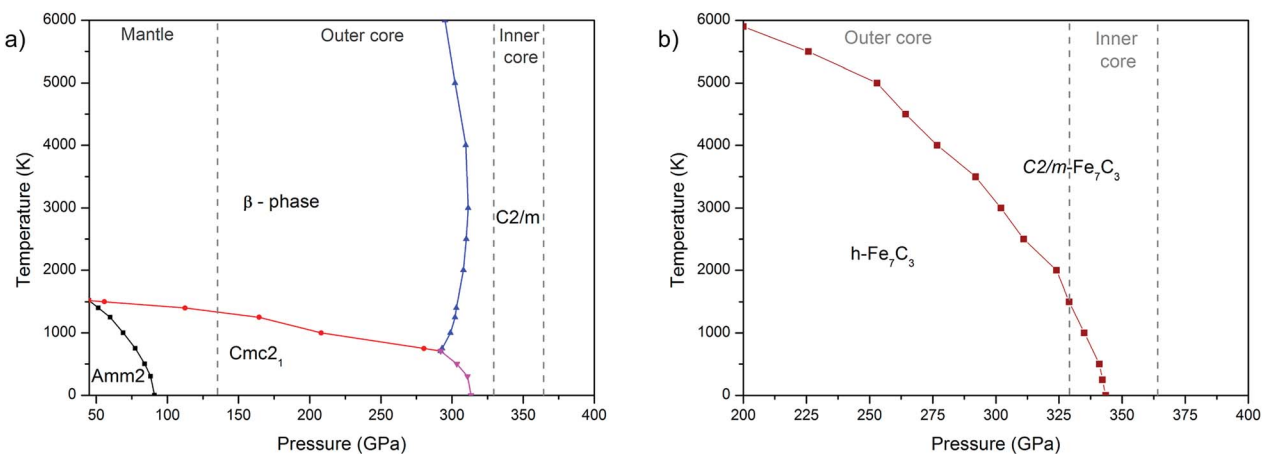 a)
Mantle
Outer core
Inner
core
β - phase
C2/m
Cmc2₁
Amm2
Temperature (K)
6000
5000
4000
3000
2000
1000
0
50 100 150 200 250 300 350 400
Pressure (GPa)
b)
Outer core
Inner
core
C2/m-Fe₇C₃
h-Fe₇C₃
Temperature (K)
6000
5000
4000
3000
2000
1000
0
200 225 250 275 300 325 350 375 400
Pressure (GPa)